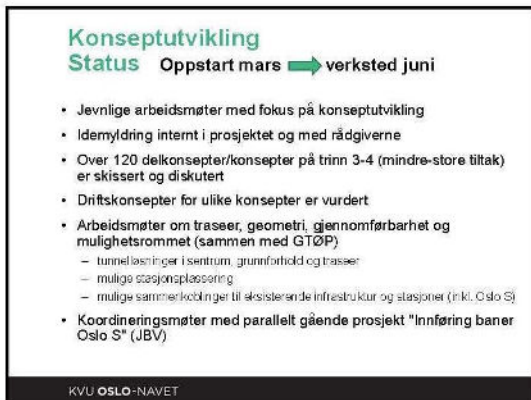 Konseptutvikling
Status Oppstart mars verksted juni
• Jevnlige arbeidsmøter med fokus på konseptutvikling
• Idemyldring internt i prosjektet og med rådgiverne
• Over 120 delkonsepter/konsepter på trinn 3-4 (mindre-store tiltak)
er skissert og diskutert
• Driftskonsepter for ulike konsepter er vurdert
• Arbeidsmøter om traseer, geometri, gjennomførbarhet og
mulighetsrommet (sammen med GTØP)
– tunnelløsninger i sentrum, grunnforhold og traseer
– mulige stasjonsplassering
– mulige sammenkoblinger til eksisterende infrastruktur og stasjoner (inkl. Oslo S)
• Koordineringsmøter med parallelt gående prosjekt "Innføring baner
Oslo S" (JBV)
KVU OSLO-NAVET